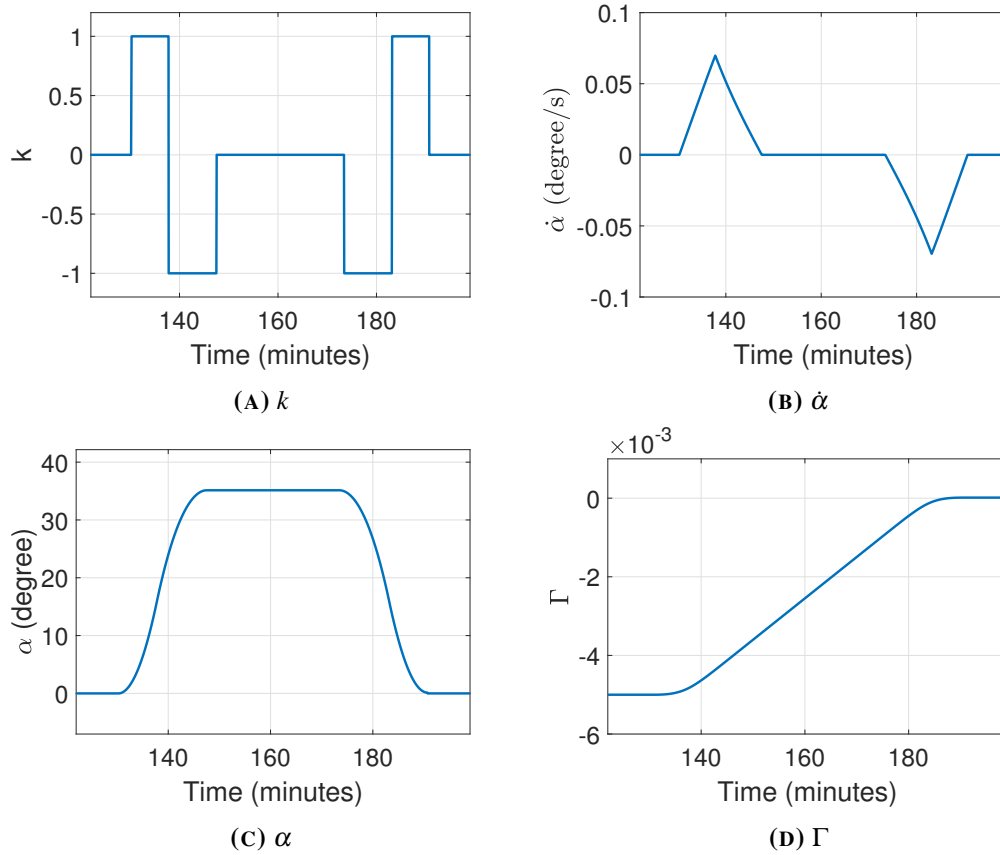 1
0.5
0
-0.5
-1
k
140
160
180
Time (minutes)
(A) k
0.1
0.05
0
-0.05
-0.1
α̇ (degree/s)
140
160
180
Time (minutes)
(B) α̇
40
30
20
10
0
α (degree)
140
160
180
Time (minutes)
(C) α
×10⁻³
0
-2
-4
-6
Γ
140
160
180
Time (minutes)
(D) Γ